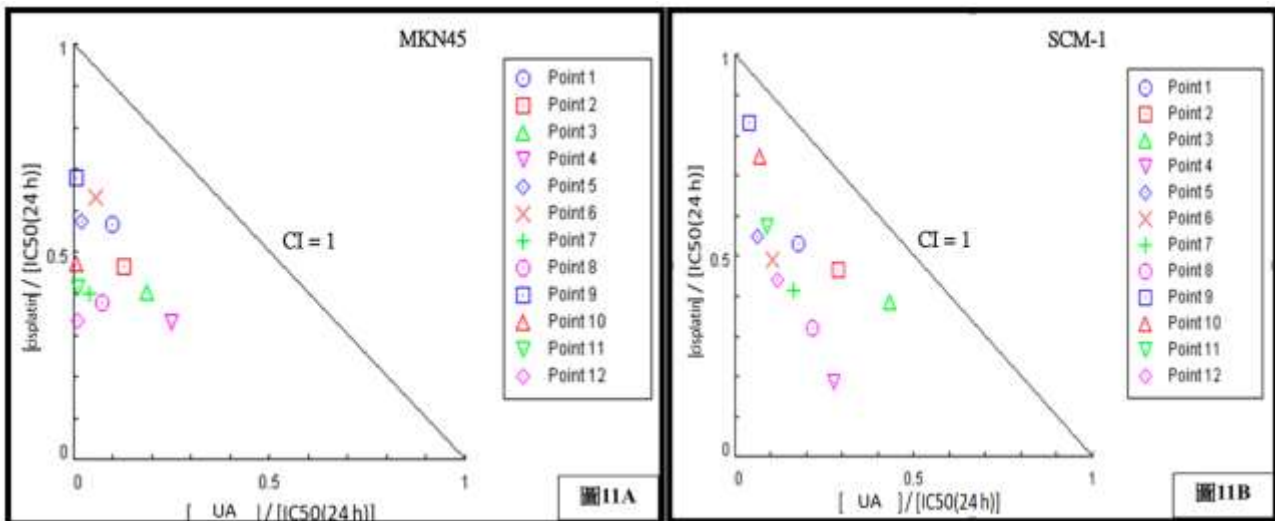 MKN45
1
0.5
0
0
0.5
1
[cisplatin] / [IC50(24 h)]
[ UA ] / [IC50(24 h)]
CI = 1
Point 1
Point 2
Point 3
Point 4
Point 5
Point 6
Point 7
Point 8
Point 9
Point 10
Point 11
Point 12
圖11A
SCM-1
1
0.5
0
0
0.5
1
[cisplatin] / [IC50(24 h)]
[ UA ] / [IC50(24 h)]
CI = 1
Point 1
Point 2
Point 3
Point 4
Point 5
Point 6
Point 7
Point 8
Point 9
Point 10
Point 11
Point 12
圖11B